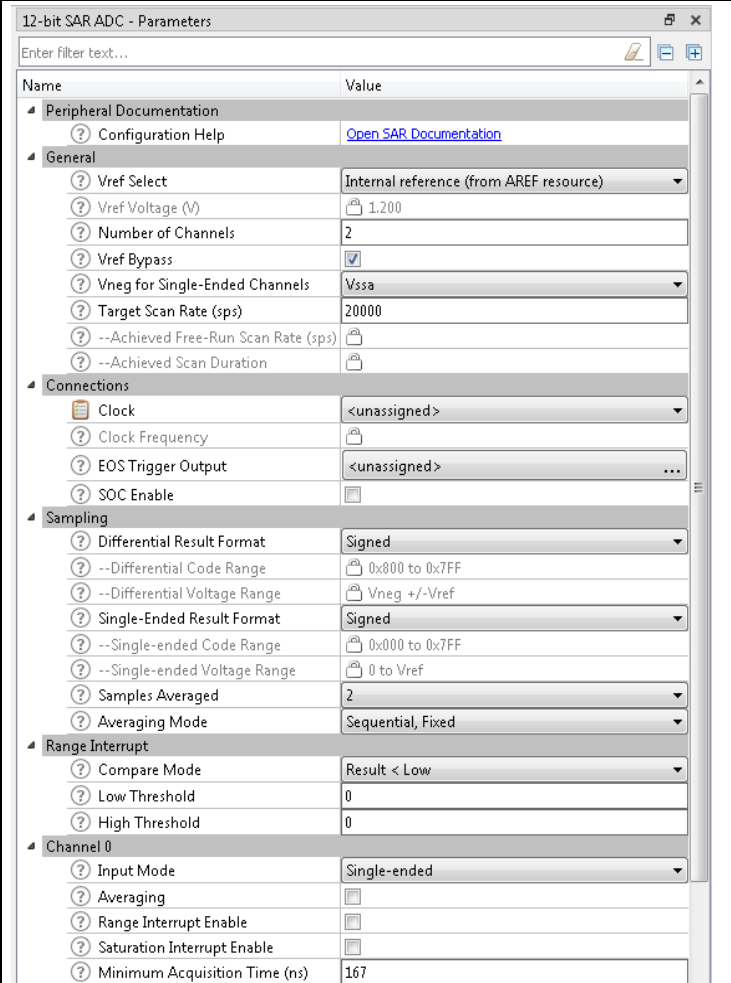 12-bit SAR ADC - Parameters
Enter filter text...
Name Value
Peripheral Documentation
? Configuration Help Open SAR Documentation
General
? Vref Select Internal reference (from AREF resource)
? Vref Voltage (V) 1.200
? Number of Channels 2
? Vref Bypass
? Vneg for Single-Ended Channels Vssa
? Target Scan Rate (sps) 20000
? --Achieved Free-Run Scan Rate (sps)
? --Achieved Scan Duration
Connections
Clock <unassigned>
? Clock Frequency
? EOS Trigger Output <unassigned> ...
? SOC Enable
Sampling
? Differential Result Format Signed
? --Differential Code Range 0x800 to 0x7FF
? --Differential Voltage Range Vneg +/-Vref
? Single-Ended Result Format Signed
? --Single-ended Code Range 0x000 to 0x7FF
? --Single-ended Voltage Range 0 to Vref
? Samples Averaged 2
? Averaging Mode Sequential, Fixed
Range Interrupt
? Compare Mode Result < Low
? Low Threshold 0
? High Threshold 0
Channel 0
? Input Mode Single-ended
? Averaging
? Range Interrupt Enable
? Saturation Interrupt Enable
? Minimum Acquisition Time (ns) 167